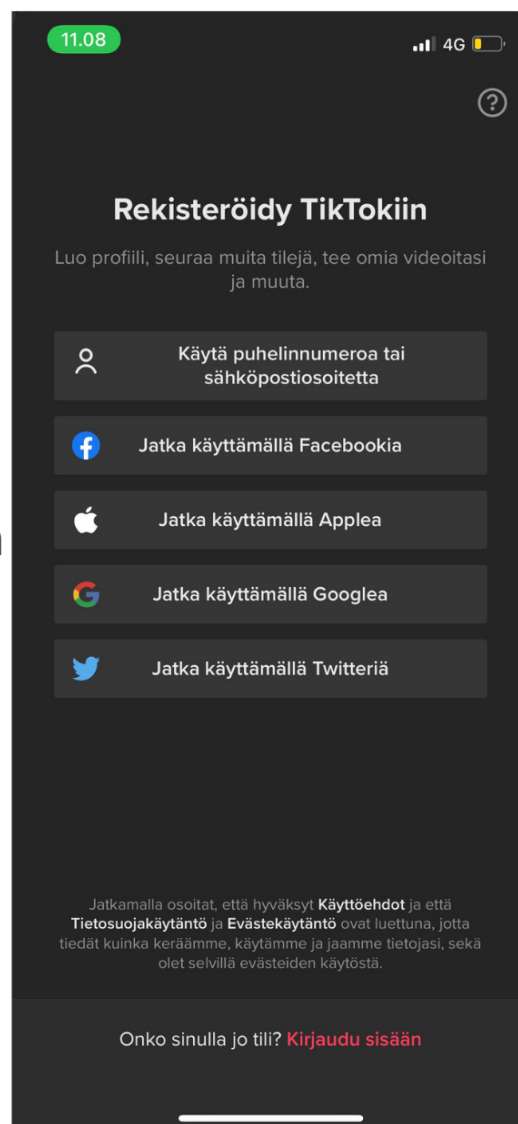 11.08
4G
Rekisteröidy TikTokiin
Luo profiili, seuraa muita tilejä, tee omia videoitasi
ja muuta.
Käytä puhelinnumeroa tai
sähköpostiosoitetta
Jatka käyttämällä Facebookia
Jatka käyttämällä Applea
Jatka käyttämällä Googlea
Jatka käyttämällä Twitteriä
Jatkamalla osoitat, että hyväksyt Käyttöehdot ja että
Tietosuojakäytäntö ja Evästekäytäntö ovat luettuna, jotta
tiedät kuinka keräämme, käytämme ja jaamme tietojasi, sekä
olet selvillä evästeiden käytöstä.
Onko sinulla jo tili? Kirjaudu sisään